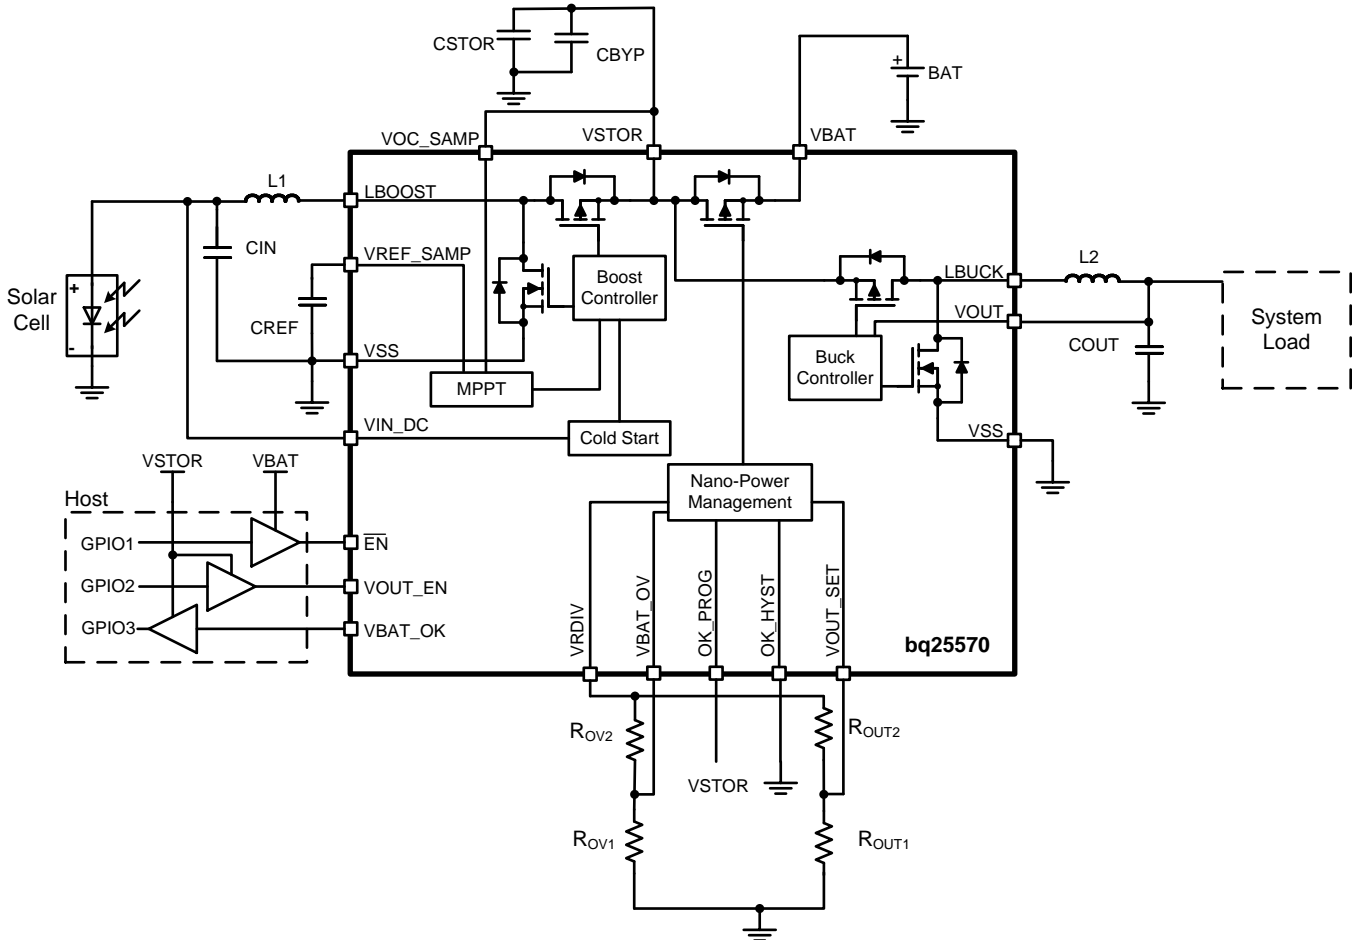 CSTOR
CBYP
BAT
VOC_SAMP
VSTOR
VBAT
L1
LBOOST
CIN
VREF_SAMP
Boost
Controller
LBUCK
L2
Solar
Cell
+
-
CREF
VOUT
System
Load
VSS
COUT
Buck
Controller
MPPT
VIN_DC
Cold Start
VSS
VSTOR
VBAT
Nano-Power
Management
Host
GPIO1
EN
GPIO2
VOUT_EN
GPIO3
VBAT_OK
VRDIV
VBAT_OV
OK_PROG
OK_HYST
VOUT_SET
bq25570
ROV2
ROUT2
VSTOR
ROV1
ROUT1
+